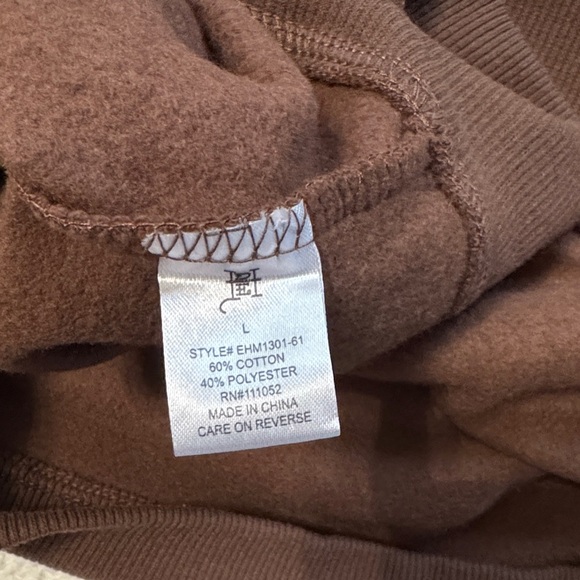 L
STYLE# EHM1301-61
60% COTTON
40% POLYESTER
RN#111052
MADE IN CHINA
CARE ON REVERSE